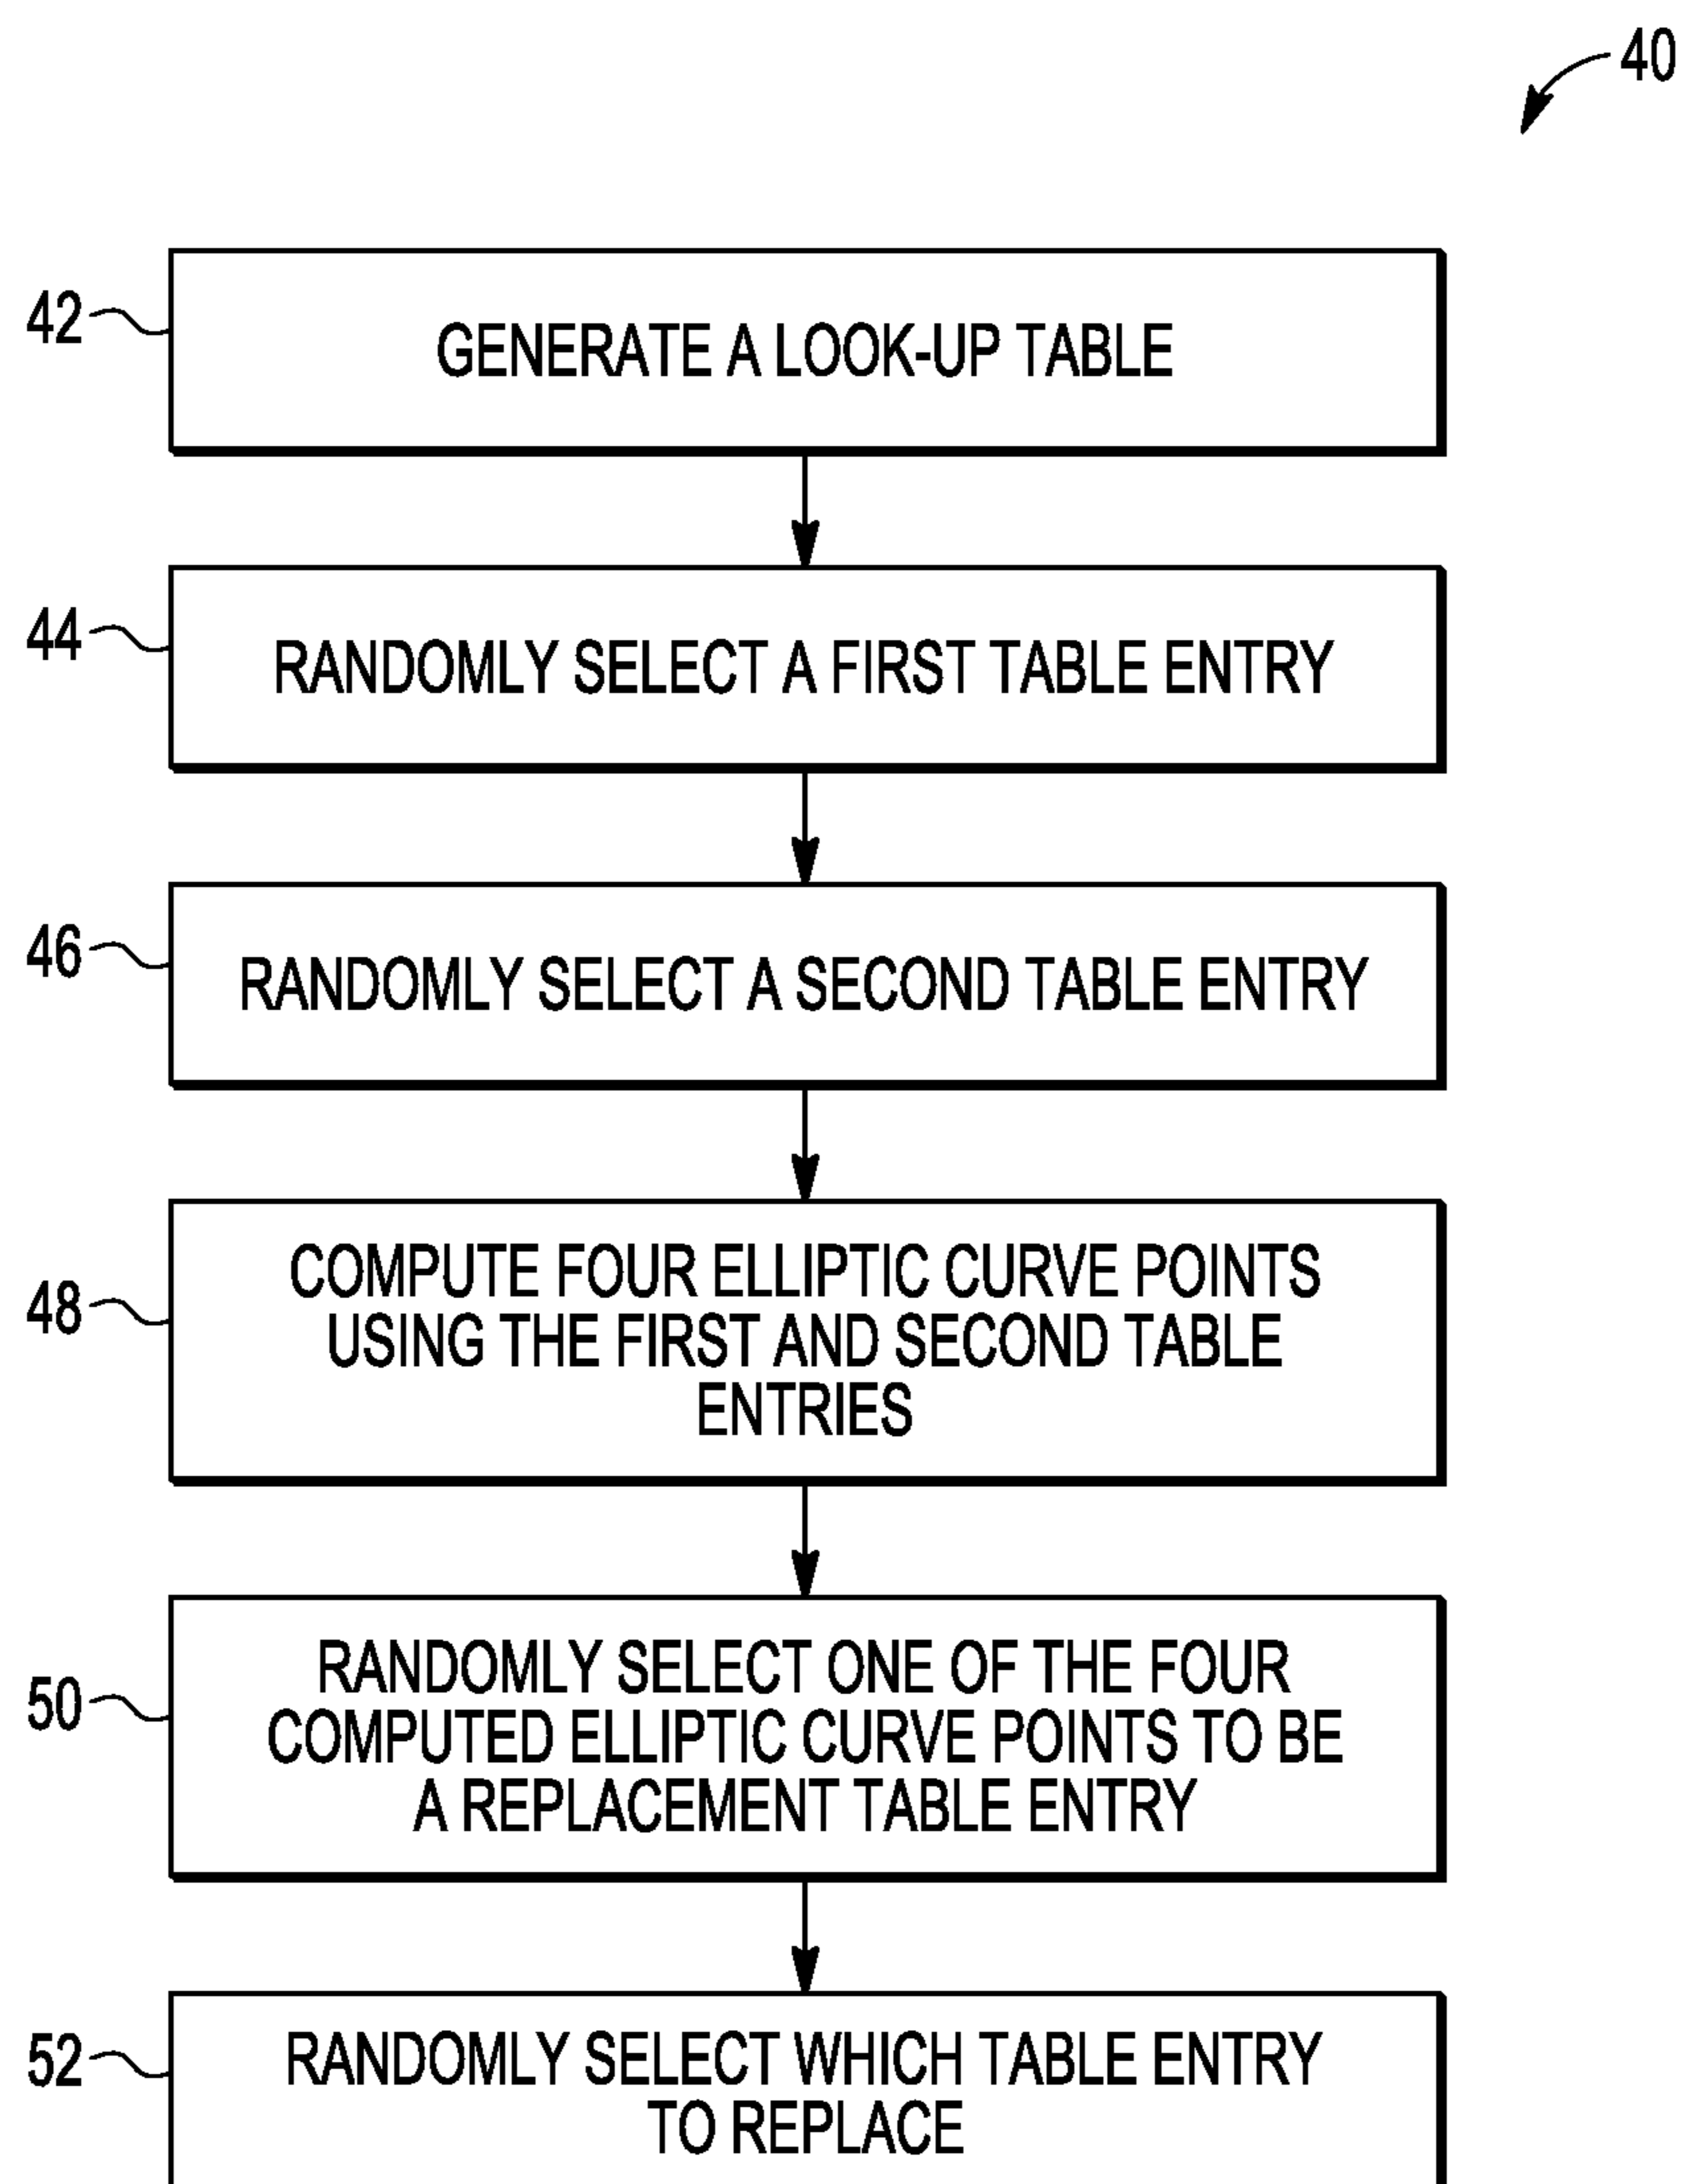 40
42
GENERATE A LOOK-UP TABLE
44
RANDOMLY SELECT A FIRST TABLE ENTRY
46
RANDOMLY SELECT A SECOND TABLE ENTRY
48
COMPUTE FOUR ELLIPTIC CURVE POINTS
USING THE FIRST AND SECOND TABLE
ENTRIES
50
RANDOMLY SELECT ONE OF THE FOUR
COMPUTED ELLIPTIC CURVE POINTS TO BE
A REPLACEMENT TABLE ENTRY
52
RANDOMLY SELECT WHICH TABLE ENTRY
TO REPLACE